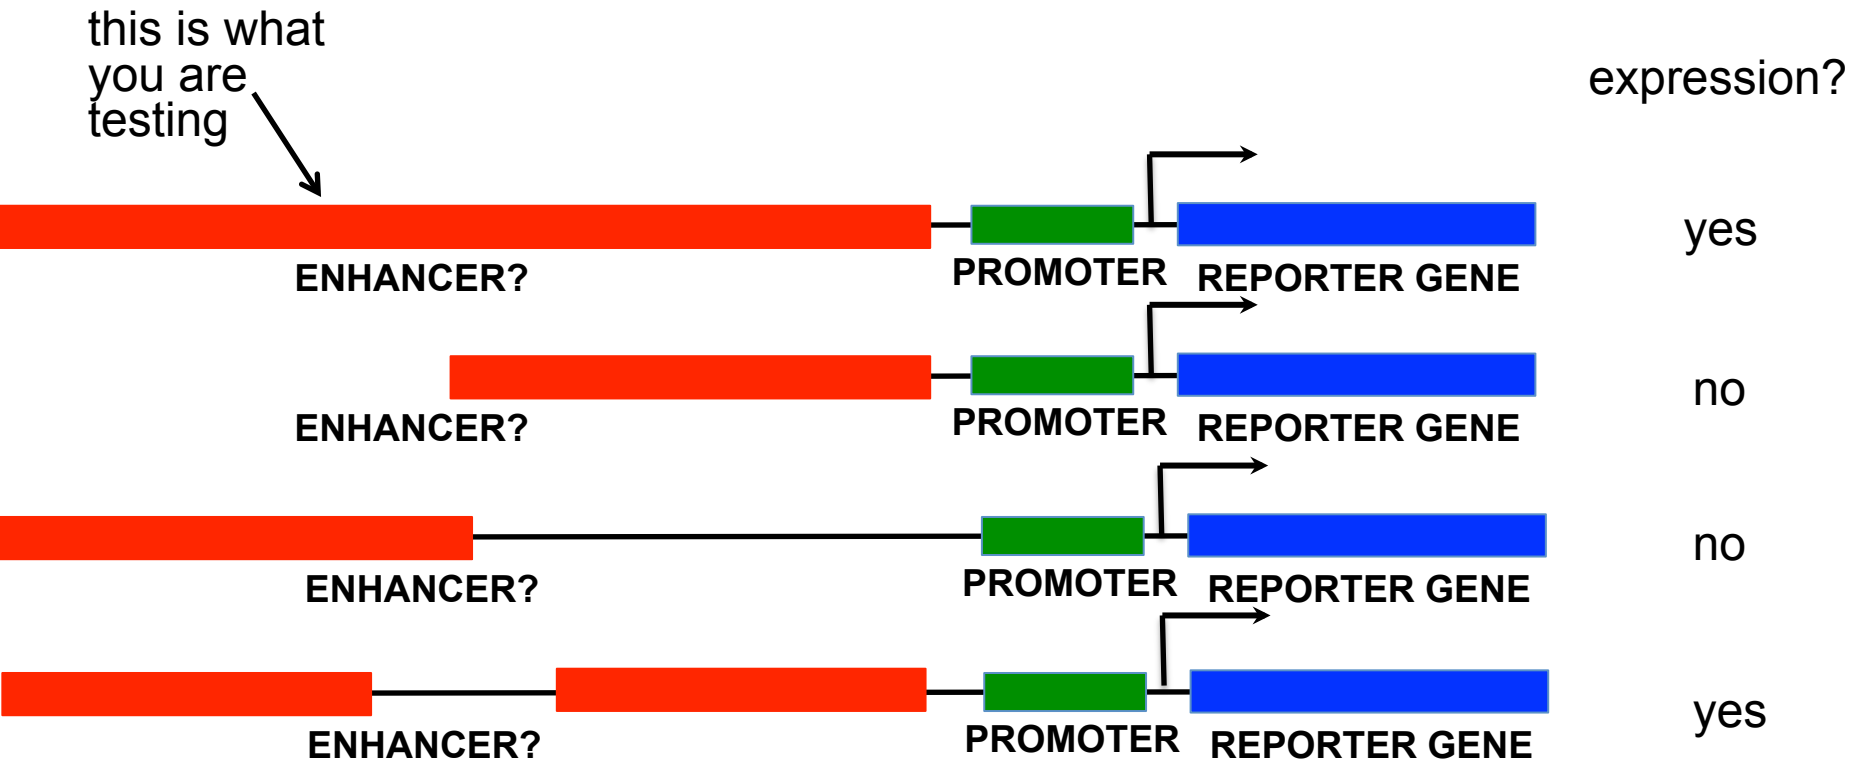 this is what
you are
testing
expression?
yes
ENHANCER?
PROMOTER
REPORTER GENE
no
ENHANCER?
PROMOTER
REPORTER GENE
no
ENHANCER?
PROMOTER
REPORTER GENE
yes
ENHANCER?
PROMOTER
REPORTER GENE